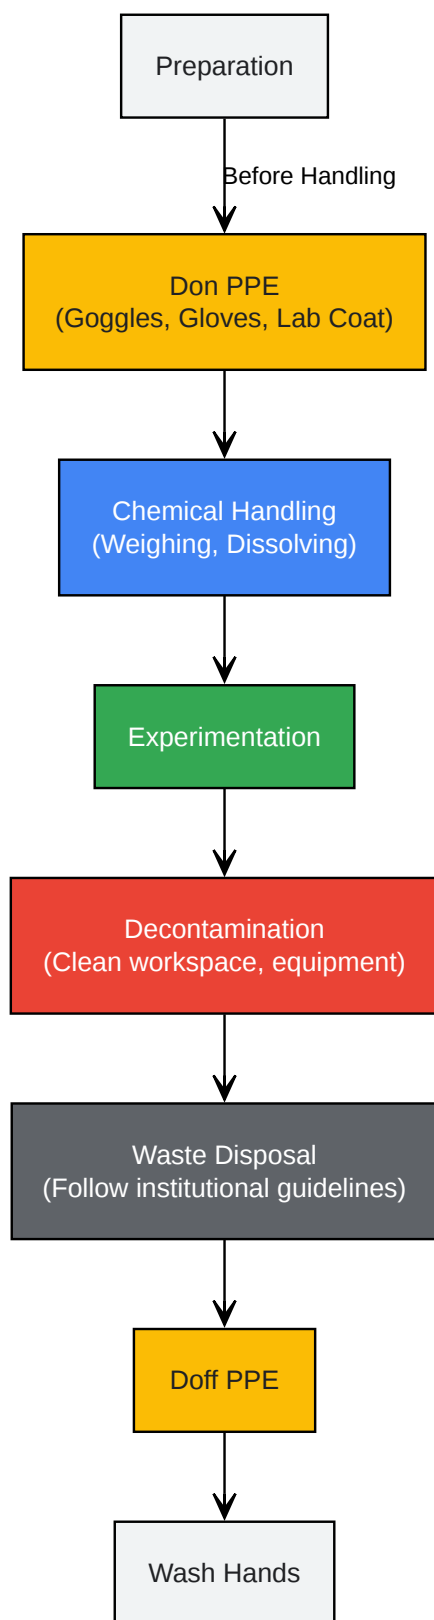 Preparation
Before Handling
Don PPE
(Goggles, Gloves, Lab Coat)
Chemical Handling
(Weighing, Dissolving)
Experimentation
Decontamination
(Clean workspace, equipment)
Waste Disposal
(Follow institutional guidelines)
Doff PPE
Wash Hands